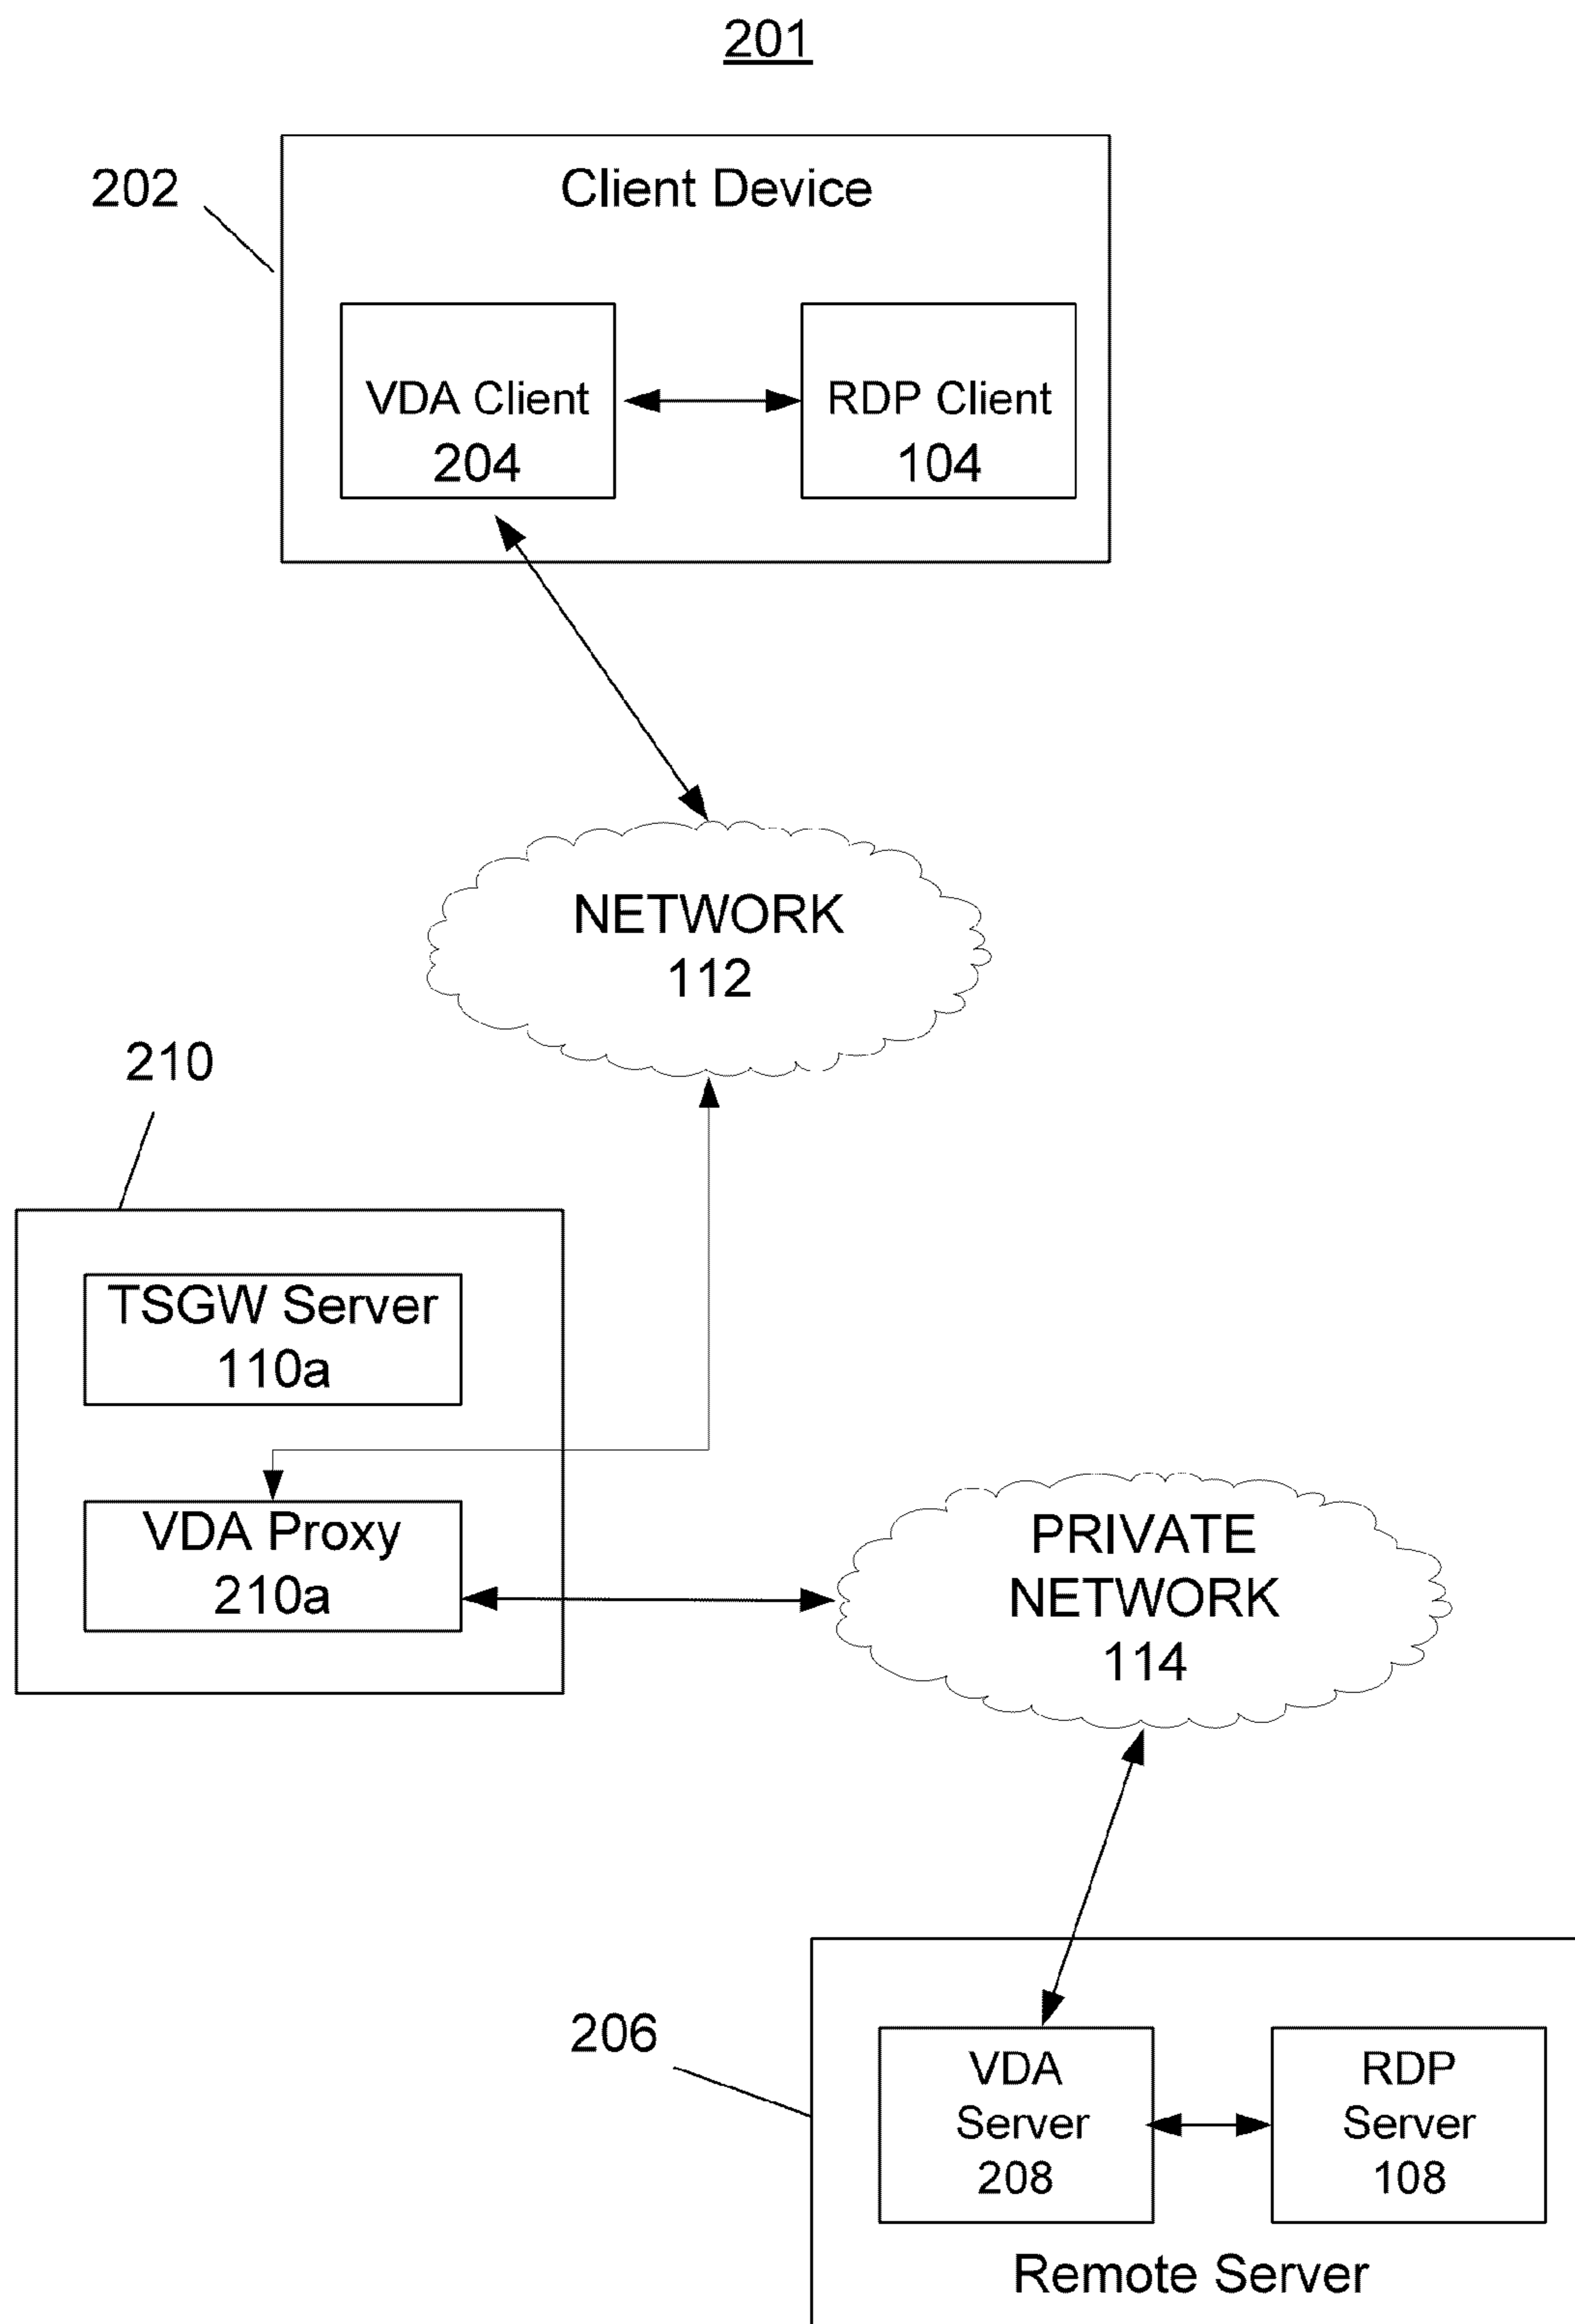 201
202
Client Device
VDA Client
204
RDP Client
104
NETWORK
112
210
TSGW Server
110a
VDA Proxy
210a
PRIVATE
NETWORK
114
206
VDA
Server
208
RDP
Server
108
Remote Server